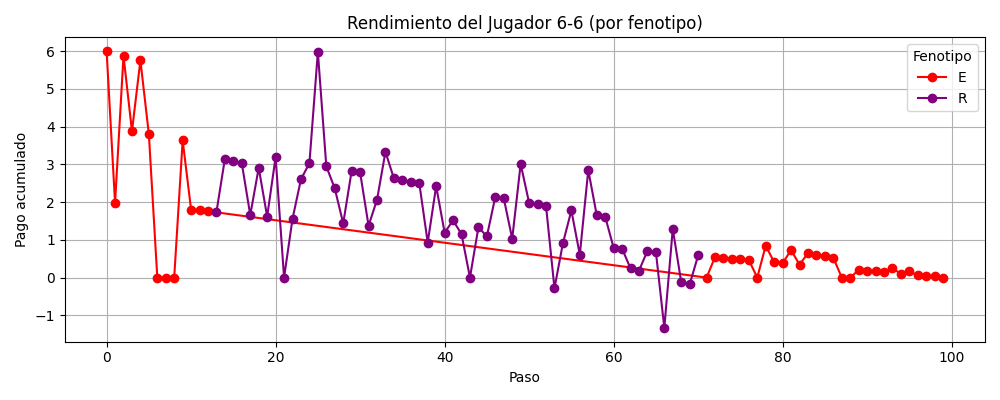 Rendimiento del Jugador 6-6 (por fenotipo)
Pago acumulado
6
5
4
3
2
1
0
−1
Fenotipo
E
R
0
20
40
60
80
100
Paso